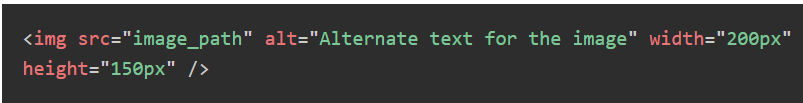 <img src="image_path" alt="Alternate text for the image" width="200px"
height="150px" />